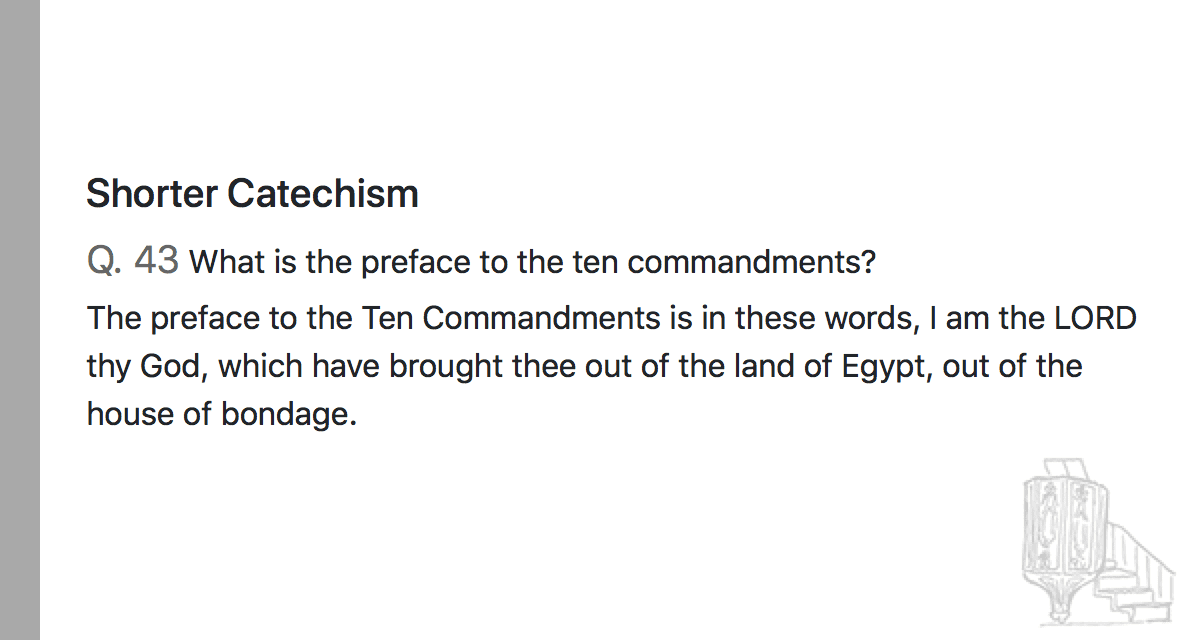 Shorter Catechism
Q. 43 What is the preface to the ten commandments?
The preface to the Ten Commandments is in these words, I am the LORD
thy God, which have brought thee out of the land of Egypt, out of the
house of bondage.